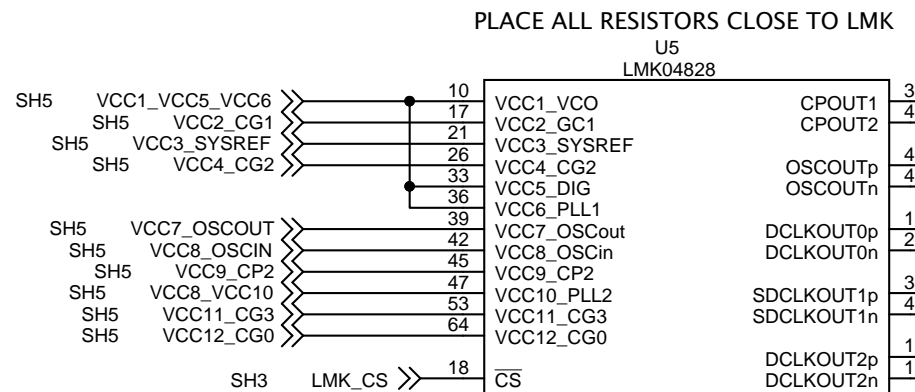 PLACE ALL RESISTORS CLOSE TO LMK
U5
LMK04828
SH5 VCC1_VCC5_VCC6 10 VCC1_VCO CPOUT1 3
SH5 VCC2_CG1 17 VCC2_GC1 CPOUT2 4
SH5 VCC3_SYSREF 21 VCC3_SYSREF
SH5 VCC4_CG2 26 VCC4_CG2 OSCOUTp 4
33 VCC5_DIG OSCOUTn 4
36 VCC6_PLL1
SH5 VCC7_OSCOUT 39 VCC7_OSCout DCLKOUT0p 1
SH5 VCC8_OSCIN 42 VCC8_OSCin DCLKOUT0n 2
SH5 VCC9_CP2 45 VCC9_CP2
SH5 VCC8_VCC10 47 VCC10_PLL2 SDCLKOUT1p 3
SH5 VCC11_CG3 53 VCC11_CG3 SDCLKOUT1n 4
SH5 VCC12_CG0 64 VCC12_CG0
DCLKOUT2p 1
SH3 LMK_CS 18 CS DCLKOUT2n 1